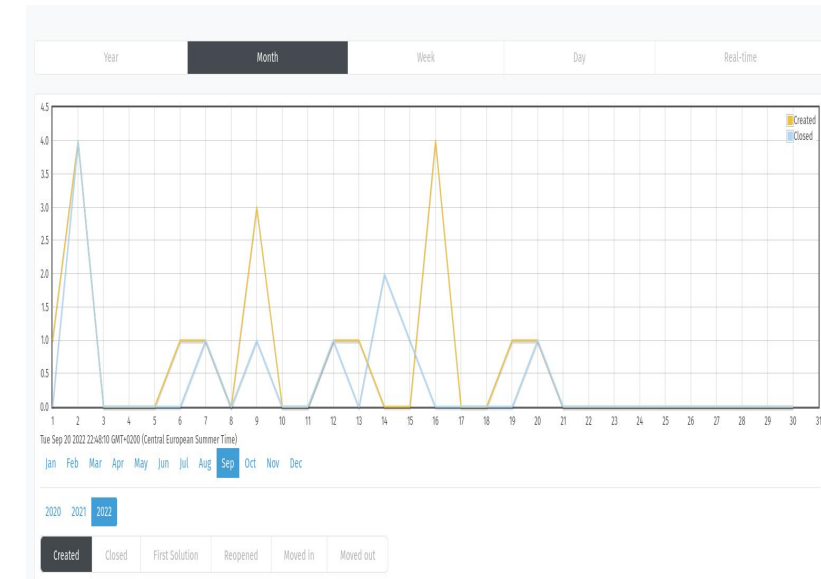 Year Month Week Day Real-time
4.5
Created
Closed
4.0
3.5
3.0
2.5
2.0
1.5
1.0
0.5
0.0
1 2 3 4 5 6 7 8 9 10 11 12 13 14 15 16 17 18 19 20 21 22 23 24 25 26 27 28 29 30 31
Tue Sep 20 2022 22:48:10 GMT+0200 (Central European Summer Time)
Jan Feb Mar Apr May Jun Jul Aug Sep Oct Nov Dec
2020 2021 2022
Created Closed First Solution Reopened Moved in Moved out